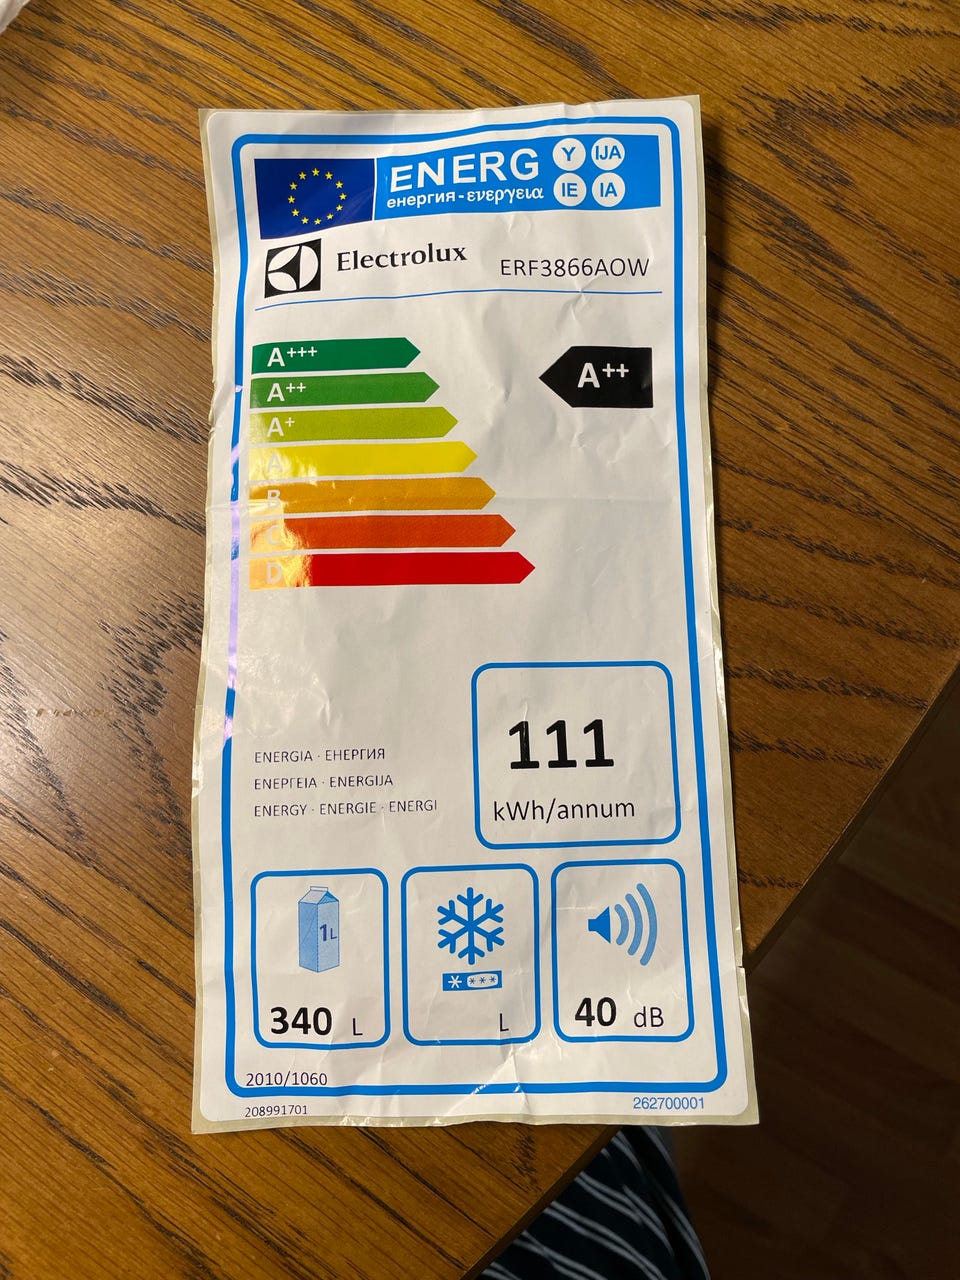 ENERG Y IJA
енергия - ενεργεια IE IA
Electrolux ERF3866AOW
A+++
A++
A++
A+
A
B
C
D
111
kWh/annum
ENERGIA · ЕНЕРГИЯ
ΕΝΕΡΓΕΙΑ · ENERGIJA
ENERGY · ENERGIE · ENERGI
1L
340 L
L
40 dB
2010/1060
208991701
262700001